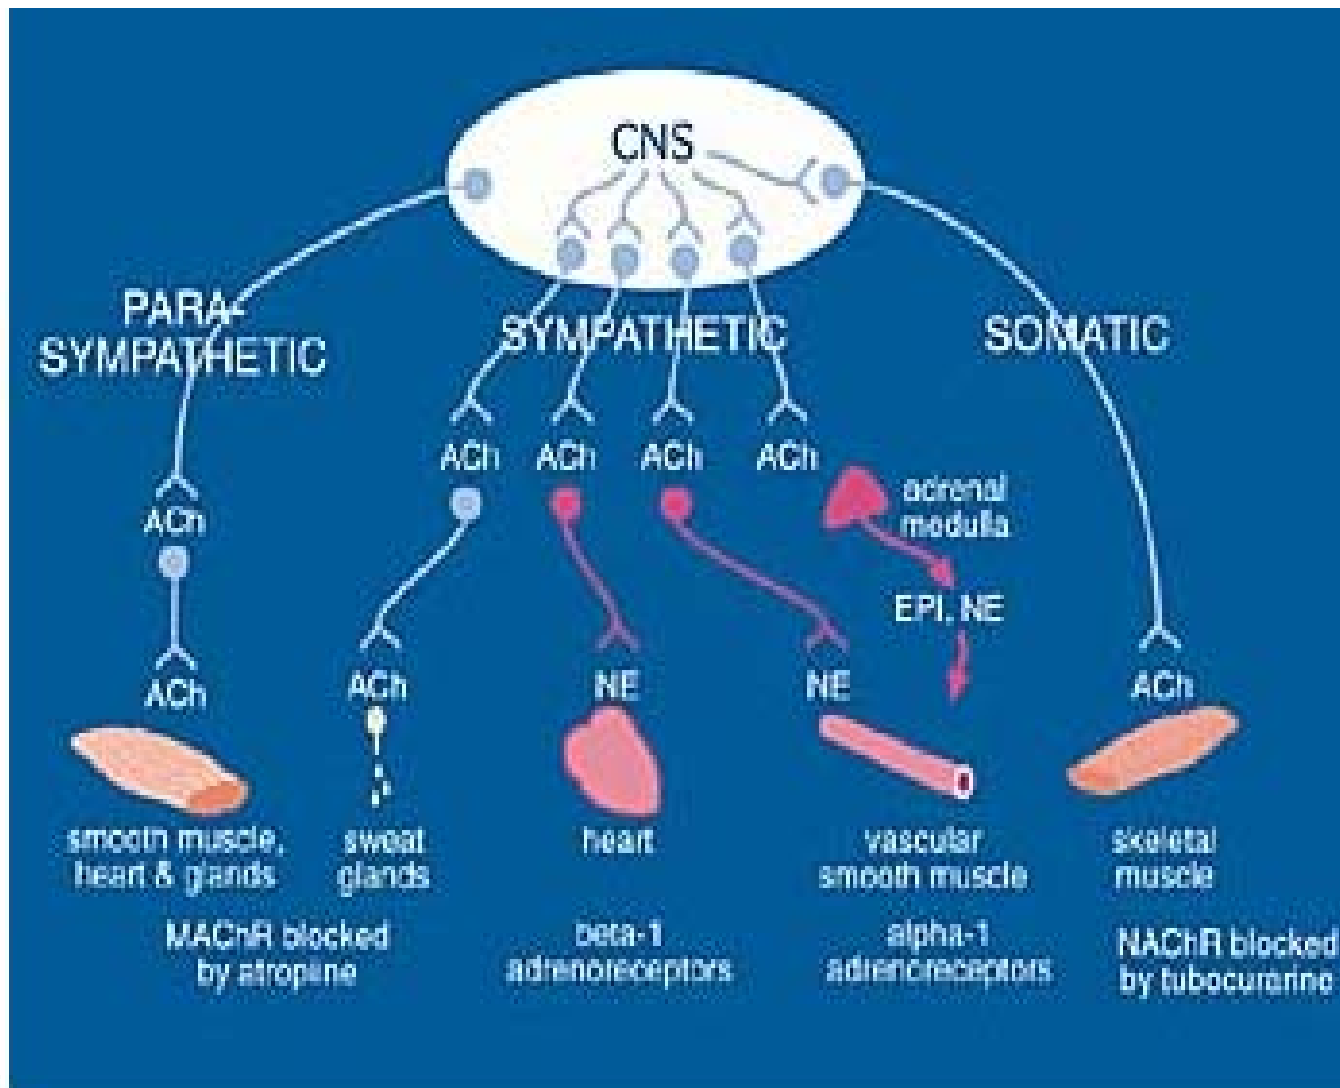 CNS
PARA-
SYMPATHETIC
SYMPATHETIC
SOMATIC
ACh
ACh
ACh
ACh
adrenal
medulla
ACh
EPI, NE
ACh
ACh
NE
NE
ACh
smooth muscle,
heart & glands
sweat
glands
heart
vascular
smooth muscle
skeletal
muscle
MAChR blocked
by atropine
beta-1
adrenoreceptors
alpha-1
adrenoreceptors
NAChR blocked
by tubocurarine